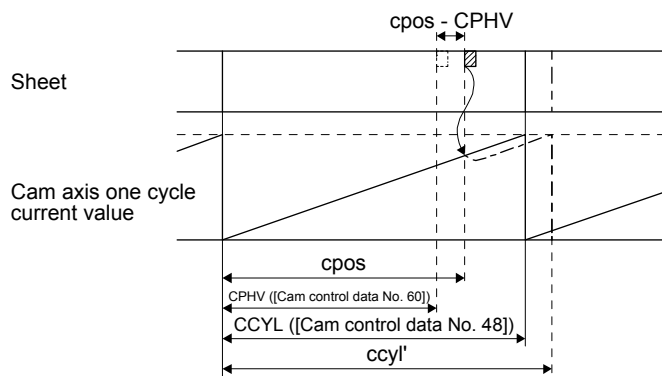 cpos - CPHV
Sheet
Cam axis one cycle
current value
cpos
CPHV ([Cam control data No. 60])
CCYL ([Cam control data No. 48])
ccyl'